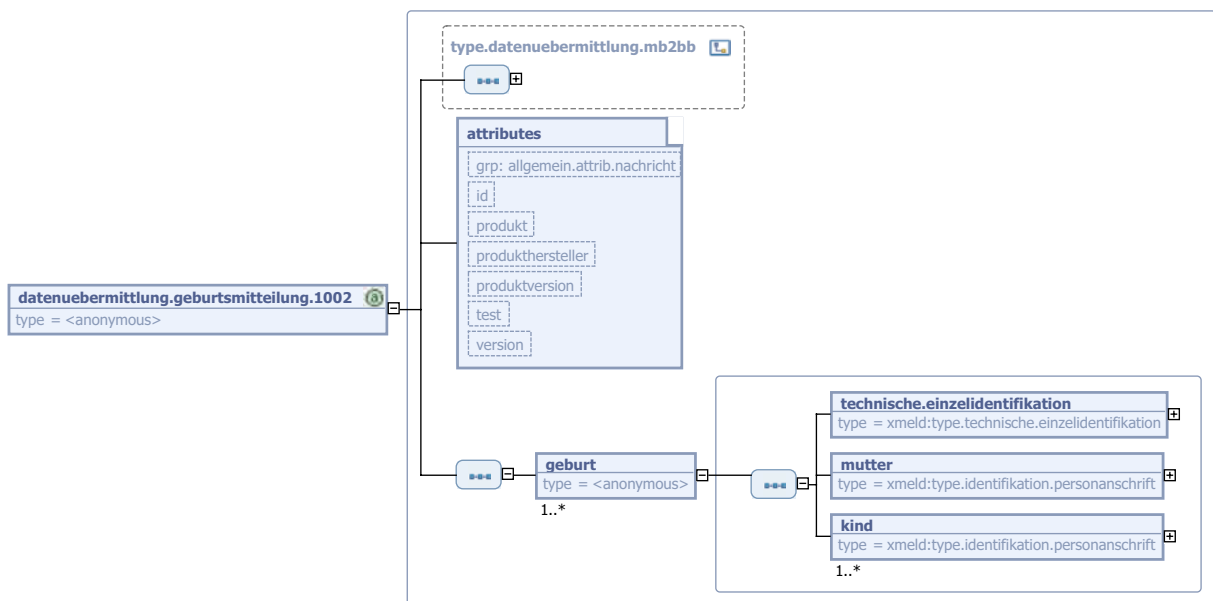 type.datenuebermittlung.mb2bb
attributes
grp: allgemein.attrib.nachricht
id
produkt
produkthersteller
produktversion
test
version
datenuebermittlung.geburtsmitteilung.1002
type = <anonymous>
geburt
type = <anonymous>
1..*
technische.einzelidentifikation
type = xmeld:type.technische.einzelidentifikation
mutter
type = xmeld:type.identifikation.personanschrift
kind
type = xmeld:type.identifikation.personanschrift
1..*